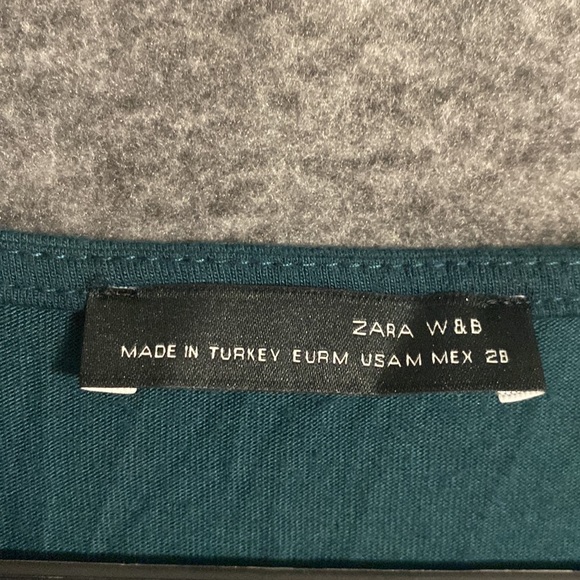 ZARA W&B
MADE IN TURKEY EURM USAM MEX 28